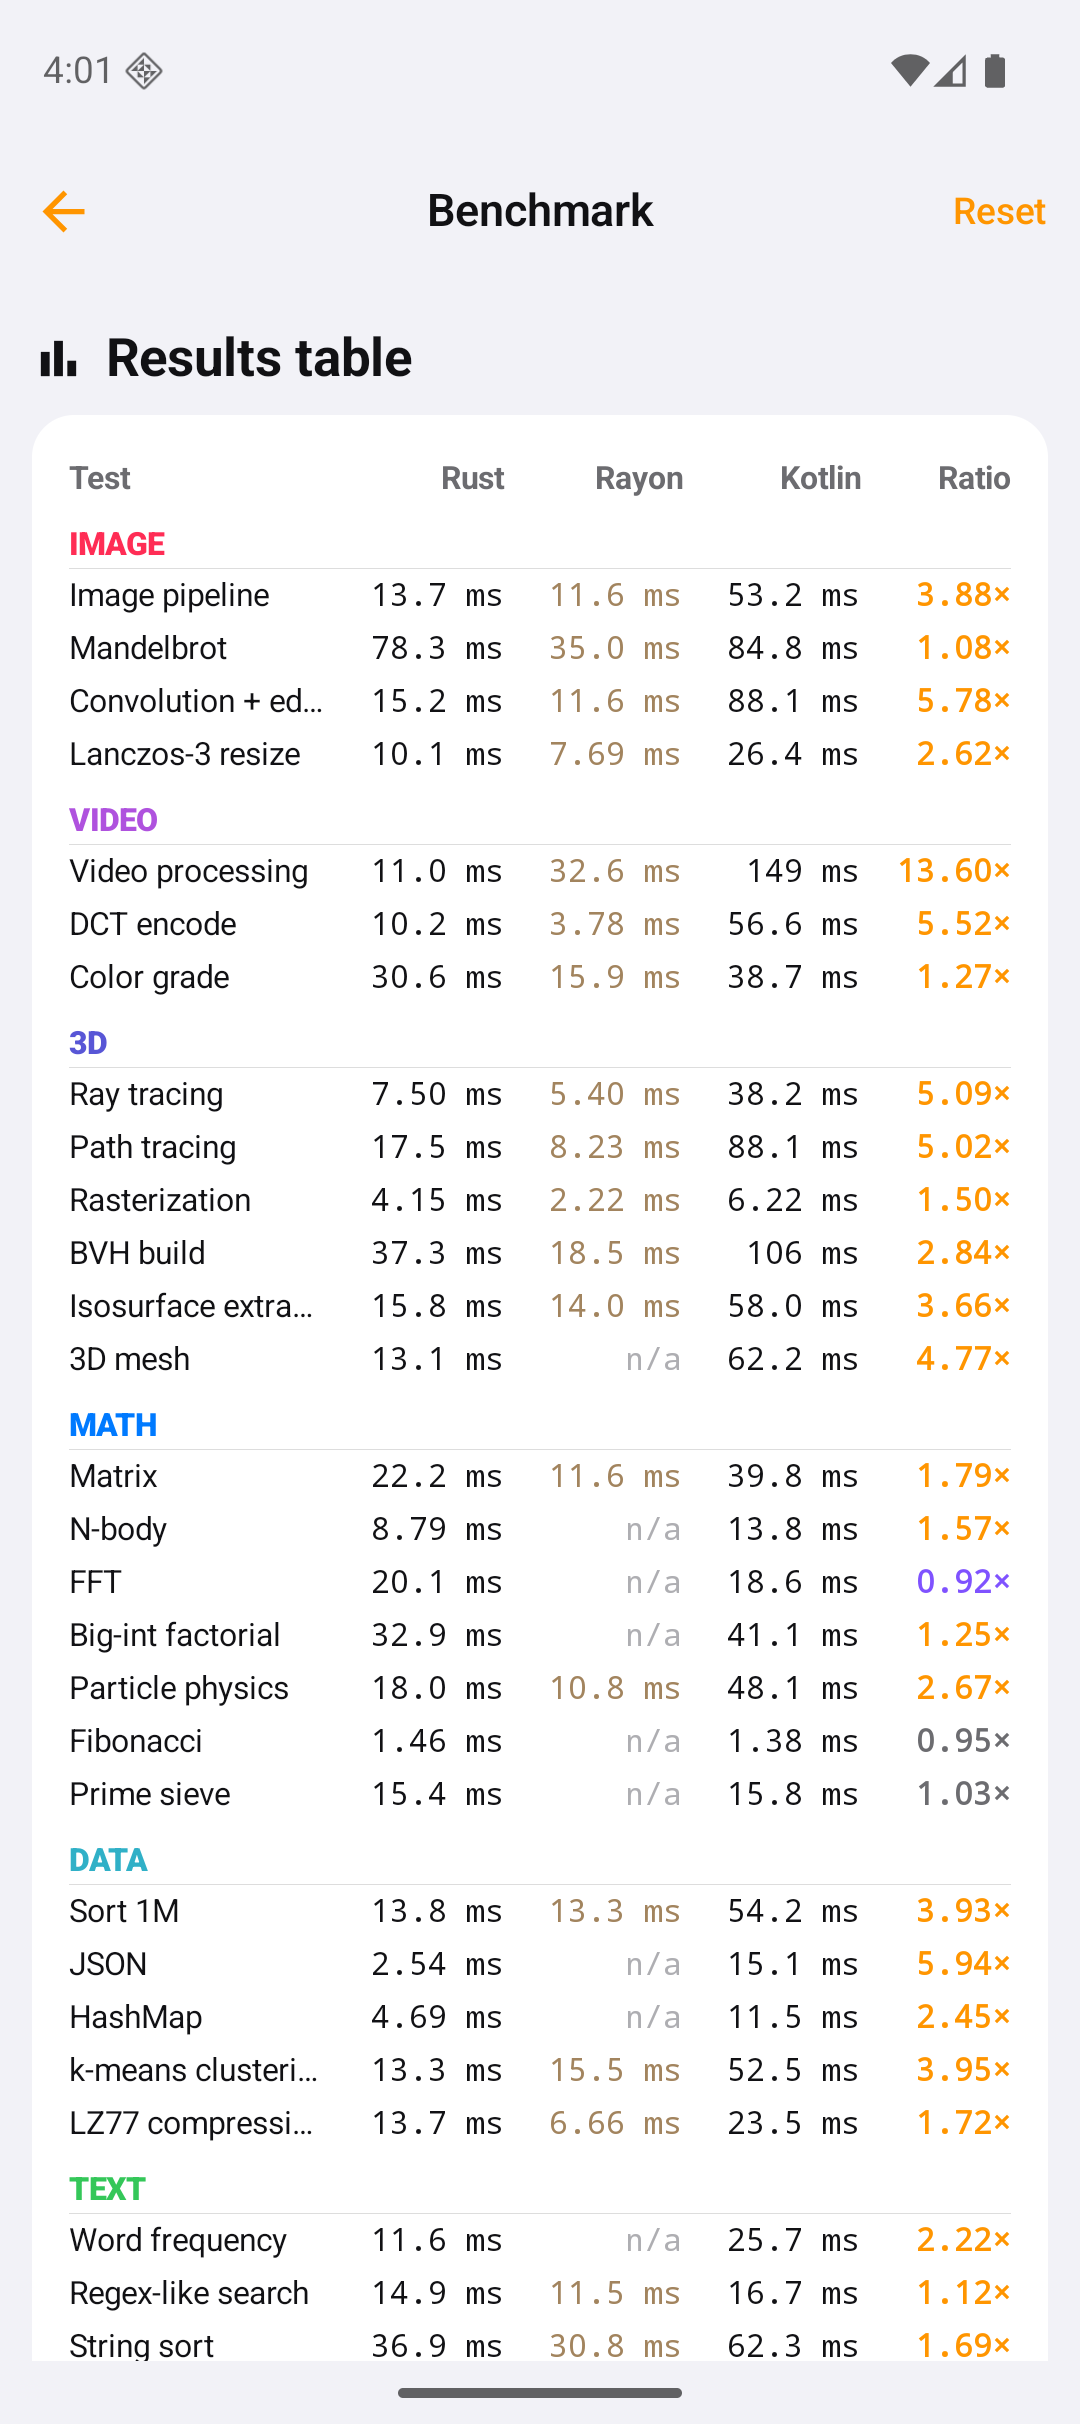 4:01
Benchmark
Reset
Results table
Test Rust Rayon Kotlin Ratio
IMAGE
Image pipeline 13.7 ms 11.6 ms 53.2 ms 3.88×
Mandelbrot 78.3 ms 35.0 ms 84.8 ms 1.08×
Convolution + ed… 15.2 ms 11.6 ms 88.1 ms 5.78×
Lanczos-3 resize 10.1 ms 7.69 ms 26.4 ms 2.62×
VIDEO
Video processing 11.0 ms 32.6 ms 149 ms 13.60×
DCT encode 10.2 ms 3.78 ms 56.6 ms 5.52×
Color grade 30.6 ms 15.9 ms 38.7 ms 1.27×
3D
Ray tracing 7.50 ms 5.40 ms 38.2 ms 5.09×
Path tracing 17.5 ms 8.23 ms 88.1 ms 5.02×
Rasterization 4.15 ms 2.22 ms 6.22 ms 1.50×
BVH build 37.3 ms 18.5 ms 106 ms 2.84×
Isosurface extra… 15.8 ms 14.0 ms 58.0 ms 3.66×
3D mesh 13.1 ms n/a 62.2 ms 4.77×
MATH
Matrix 22.2 ms 11.6 ms 39.8 ms 1.79×
N-body 8.79 ms n/a 13.8 ms 1.57×
FFT 20.1 ms n/a 18.6 ms 0.92×
Big-int factorial 32.9 ms n/a 41.1 ms 1.25×
Particle physics 18.0 ms 10.8 ms 48.1 ms 2.67×
Fibonacci 1.46 ms n/a 1.38 ms 0.95×
Prime sieve 15.4 ms n/a 15.8 ms 1.03×
DATA
Sort 1M 13.8 ms 13.3 ms 54.2 ms 3.93×
JSON 2.54 ms n/a 15.1 ms 5.94×
HashMap 4.69 ms n/a 11.5 ms 2.45×
k-means clusteri… 13.3 ms 15.5 ms 52.5 ms 3.95×
LZ77 compressi… 13.7 ms 6.66 ms 23.5 ms 1.72×
TEXT
Word frequency 11.6 ms n/a 25.7 ms 2.22×
Regex-like search 14.9 ms 11.5 ms 16.7 ms 1.12×
String sort 36.9 ms 30.8 ms 62.3 ms 1.69×